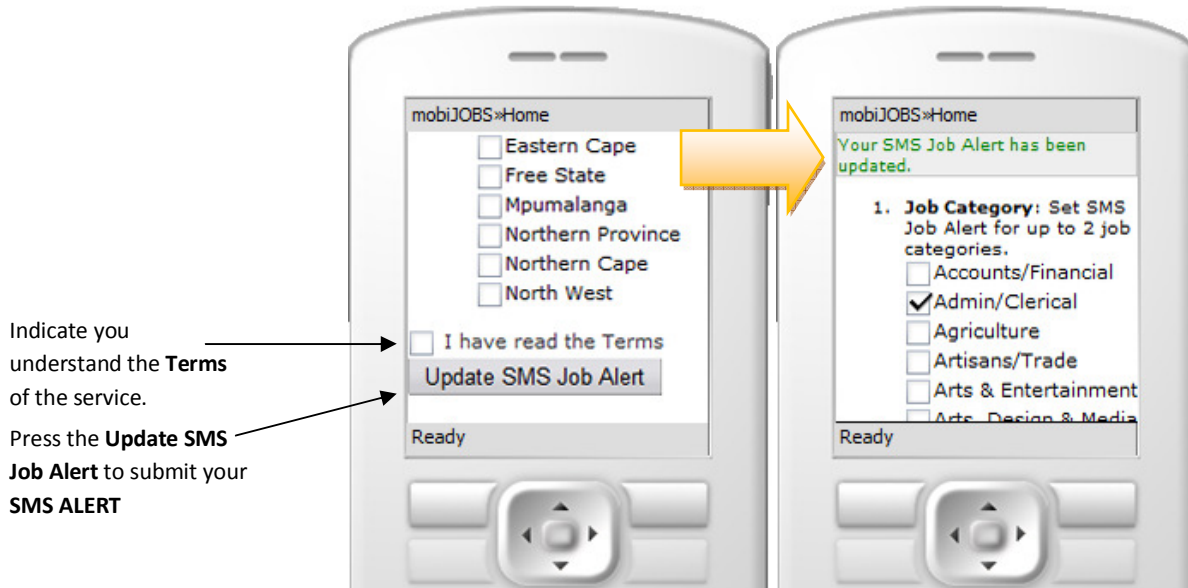 Indicate you
understand the Terms
of the service.
Press the Update SMS
Job Alert to submit your
SMS ALERT
mobiJOBS»Home
Eastern Cape
Free State
Mpumalanga
Northern Province
Northern Cape
North West
I have read the Terms
Update SMS Job Alert
Ready
mobiJOBS»Home
Your SMS Job Alert has been
updated.
1. Job Category: Set SMS
Job Alert for up to 2 job
categories.
Accounts/Financial
Admin/Clerical
Agriculture
Artisans/Trade
Arts & Entertainment
Arts, Design & Media
Ready